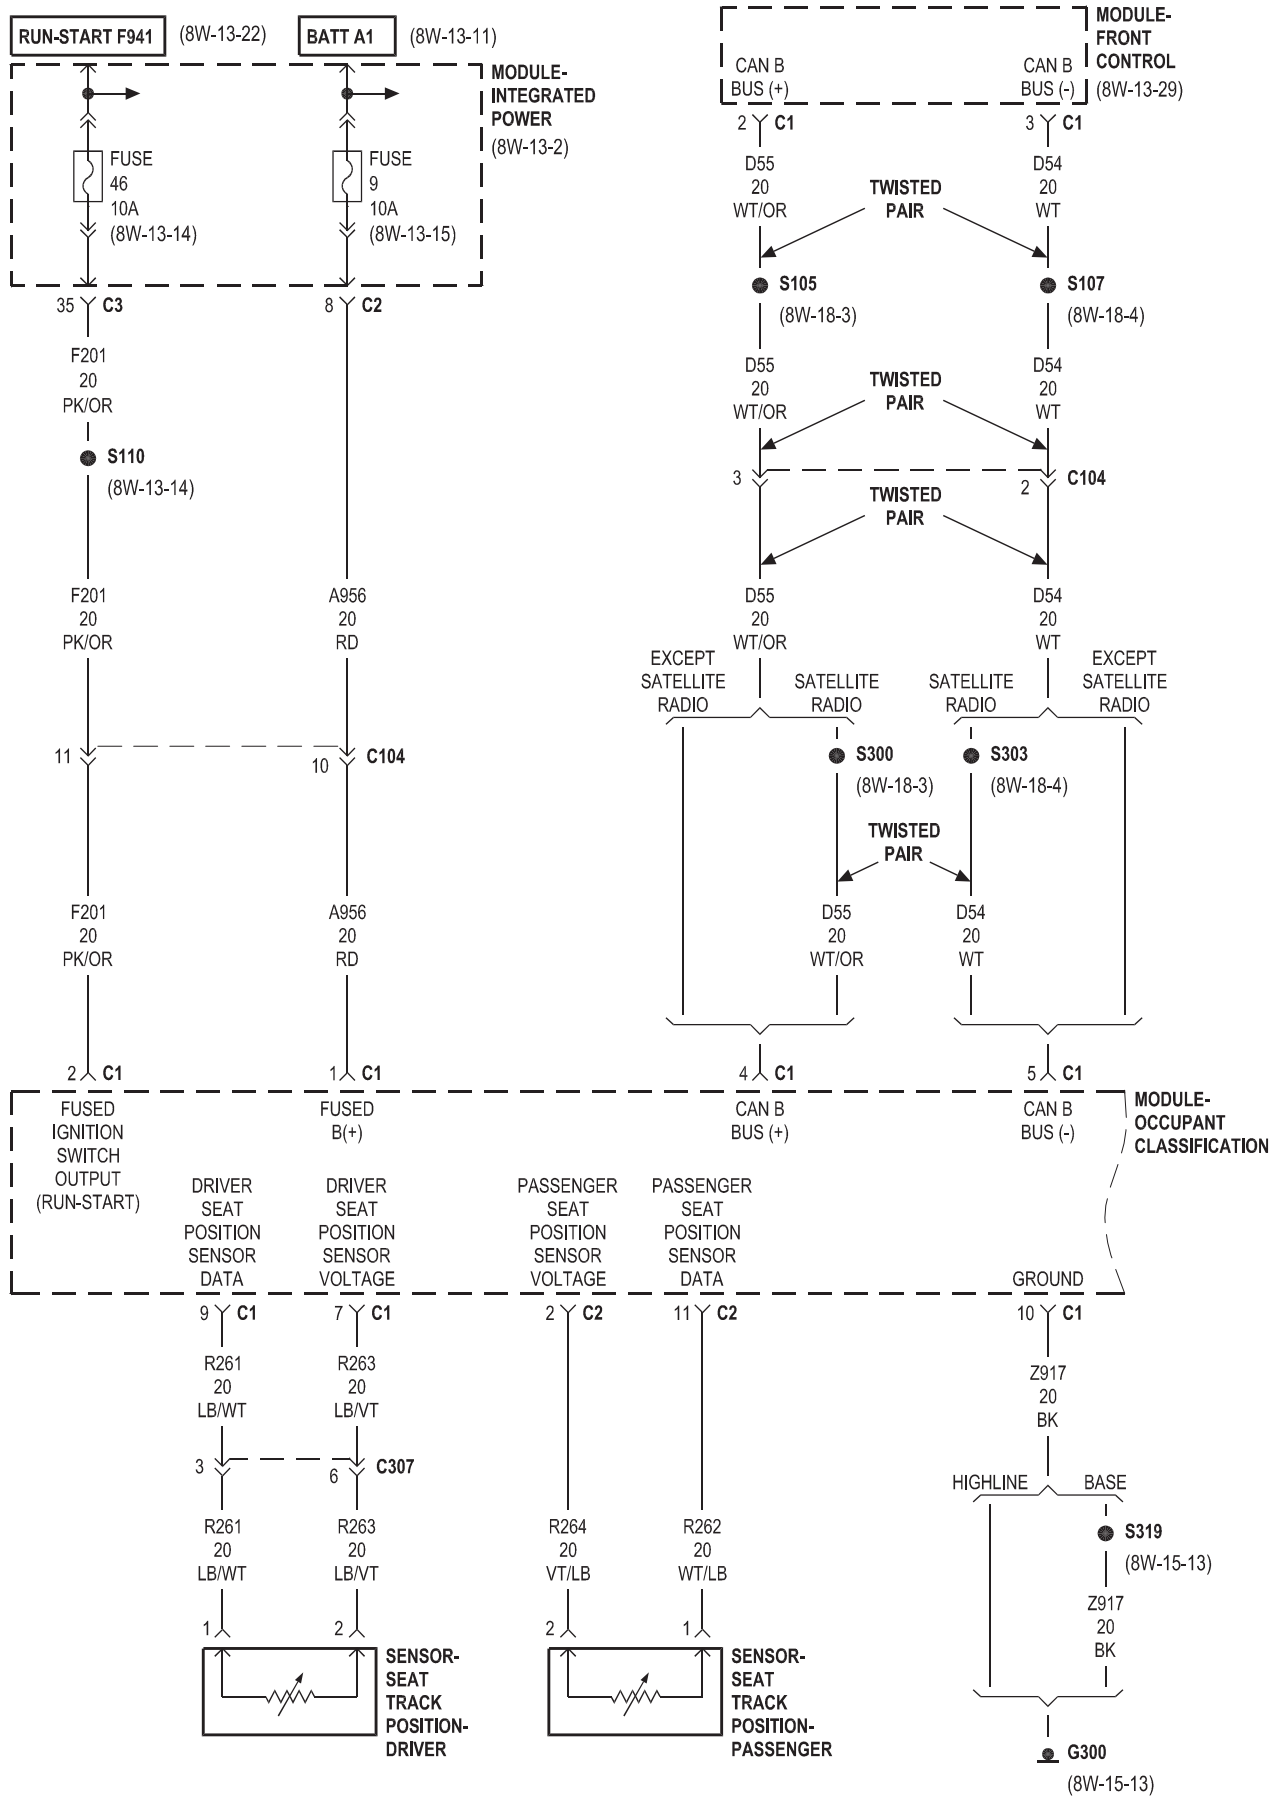 RUN-START F941
(8W-13-22)
BATT A1
(8W-13-11)
MODULE-
INTEGRATED
POWER
(8W-13-2)
FUSE
46
10A
(8W-13-14)
FUSE
9
10A
(8W-13-15)
35
C3
8
C2
F201
20
PK/OR
S110
(8W-13-14)
F201
20
PK/OR
A956
20
RD
11
10
C104
F201
20
PK/OR
A956
20
RD
2
C1
1
C1
MODULE-
FRONT
CONTROL
(8W-13-29)
CAN B
BUS (+)
CAN B
BUS (-)
2
C1
3
C1
D55
20
WT/OR
TWISTED
PAIR
D54
20
WT
S105
(8W-18-3)
S107
(8W-18-4)
D55
20
WT/OR
TWISTED
PAIR
D54
20
WT
3
2
C104
TWISTED
PAIR
D55
20
WT/OR
D54
20
WT
EXCEPT
SATELLITE
RADIO
SATELLITE
RADIO
SATELLITE
RADIO
EXCEPT
SATELLITE
RADIO
S300
(8W-18-3)
S303
(8W-18-4)
TWISTED
PAIR
D55
20
WT/OR
D54
20
WT
4
C1
5
C1
FUSED
IGNITION
SWITCH
OUTPUT
(RUN-START)
FUSED
B(+)
CAN B
BUS (+)
CAN B
BUS (-)
MODULE-
OCCUPANT
CLASSIFICATION
DRIVER
SEAT
POSITION
SENSOR
DATA
DRIVER
SEAT
POSITION
SENSOR
VOLTAGE
PASSENGER
SEAT
POSITION
SENSOR
VOLTAGE
PASSENGER
SEAT
POSITION
SENSOR
DATA
GROUND
9
C1
7
C1
2
C2
11
C2
10
C1
R261
20
LB/WT
R263
20
LB/VT
Z917
20
BK
3
6
C307
HIGHLINE
BASE
R261
20
LB/WT
R263
20
LB/VT
R264
20
VT/LB
R262
20
WT/LB
S319
(8W-15-13)
Z917
20
BK
1
2
2
1
SENSOR-
SEAT
TRACK
POSITION-
DRIVER
SENSOR-
SEAT
TRACK
POSITION-
PASSENGER
G300
(8W-15-13)